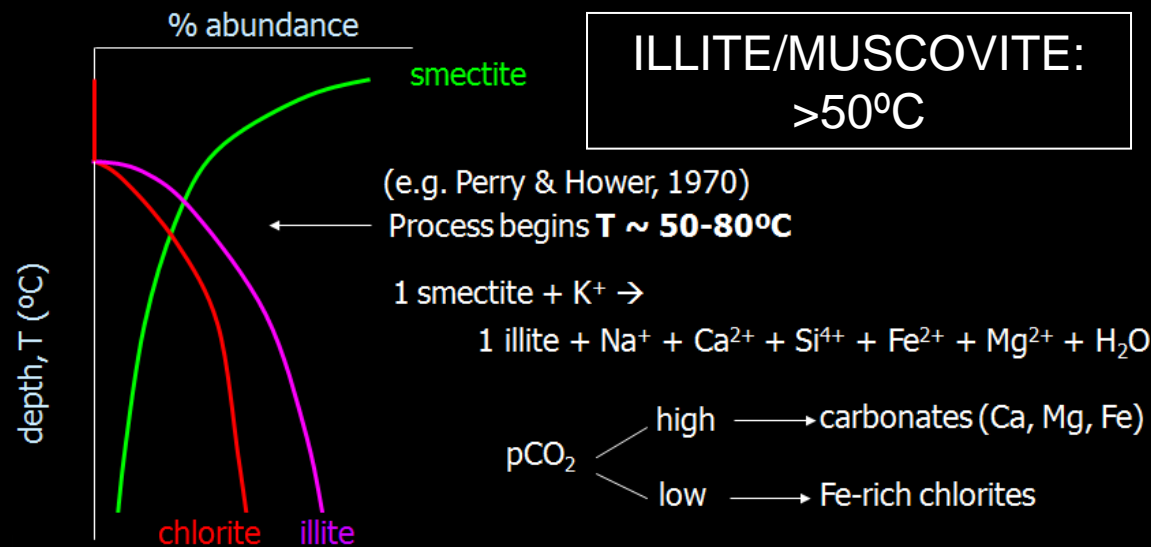 % abundance
ILLITE/MUSCOVITE:
>50ºC
smectite
(e.g. Perry & Hower, 1970)
Process begins T ~ 50-80ºC
depth, T (ºC)
1 smectite + K⁺ →
1 illite + Na⁺ + Ca²⁺ + Si⁴⁺ + Fe²⁺ + Mg²⁺ + H₂O
pCO₂
high
carbonates (Ca, Mg, Fe)
low
Fe-rich chlorites
chlorite
illite